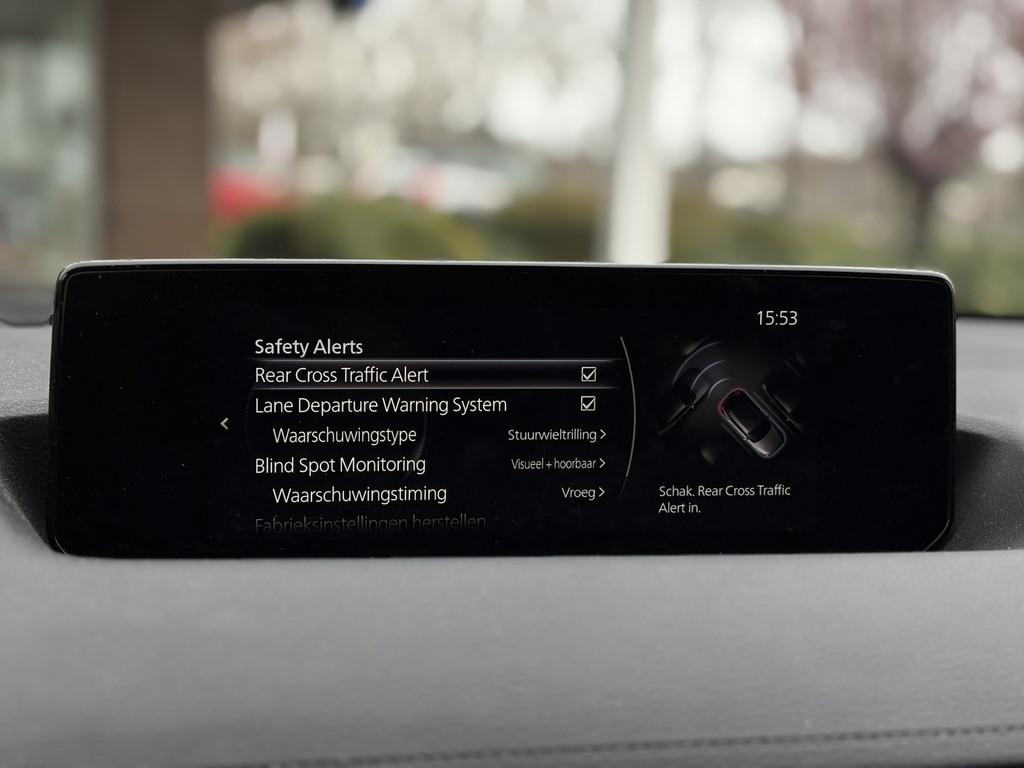 15:53
Safety Alerts
Rear Cross Traffic Alert
Lane Departure Warning System
Waarschuwingstype Stuurwieltrilling
Blind Spot Monitoring Visueel + hoorbaar
Waarschuwingstiming Vroeg
Fabrieksinstellingen herstellen
Schak. Rear Cross Traffic
Alert in.